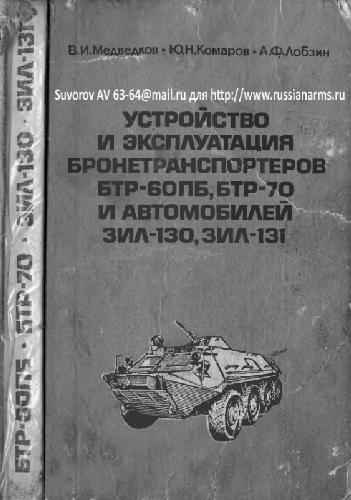 В.И.Медведков • Ю.Н.Комаров • А.Ф.Лобзин
Suvorov AV 63-64@mail.ru для http://www.russianarms.ru
УСТРОЙСТВО
И ЭКСПЛУАТАЦИЯ
БРОНЕТРАНСПОРТЕРОВ
БТР-60ПБ, БТР-70
И АВТОМОБИЛЕЙ
ЗИЛ-130, ЗИЛ-131
БТР-60ПБ • БТР-70 • ЗИЛ-130 • ЗИЛ-131